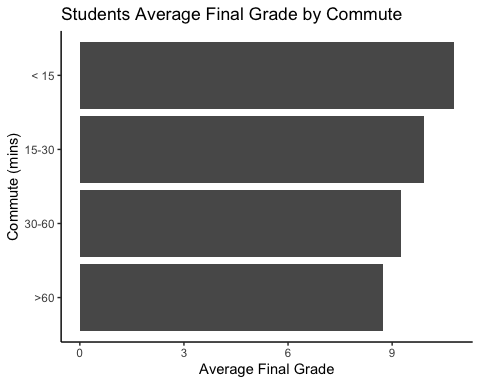 Students Average Final Grade by Commute
Commute (mins)
< 15
15-30
30-60
>60
0 3 6 9
Average Final Grade